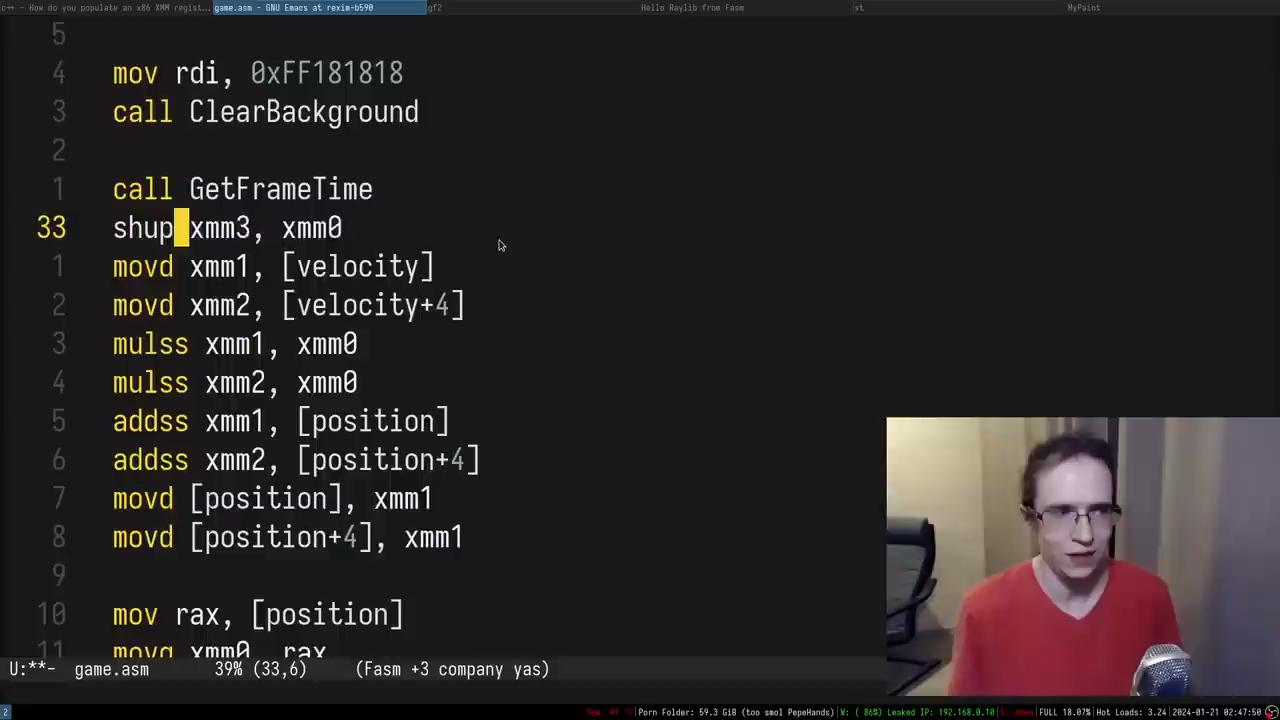 c++ - How do you populate an x86 XMM regist... game.asm - GNU Emacs at rexim-b590 gf2 Hello Raylib from Fasm st MyPaint
5
4 mov rdi, 0xFF181818
3 call ClearBackground
2
1 call GetFrameTime
33 shup xmm3, xmm0
1 movd xmm1, [velocity]
2 movd xmm2, [velocity+4]
3 mulss xmm1, xmm0
4 mulss xmm2, xmm0
5 addss xmm1, [position]
6 addss xmm2, [position+4]
7 movd [position], xmm1
8 movd [position+4], xmm1
9
10 mov rax, [position]
11 movq xmm0, rax
U:**- game.asm 39% (33,6) (Fasm +3 company yas)
2 Porn Folder: 59.3 GiB (too smol PepeHands) W: ( 86%) Leaked IP: 192.168.0.10 FULL 18.07% Hot Loads: 3.24 2024-01-21 02:47:50